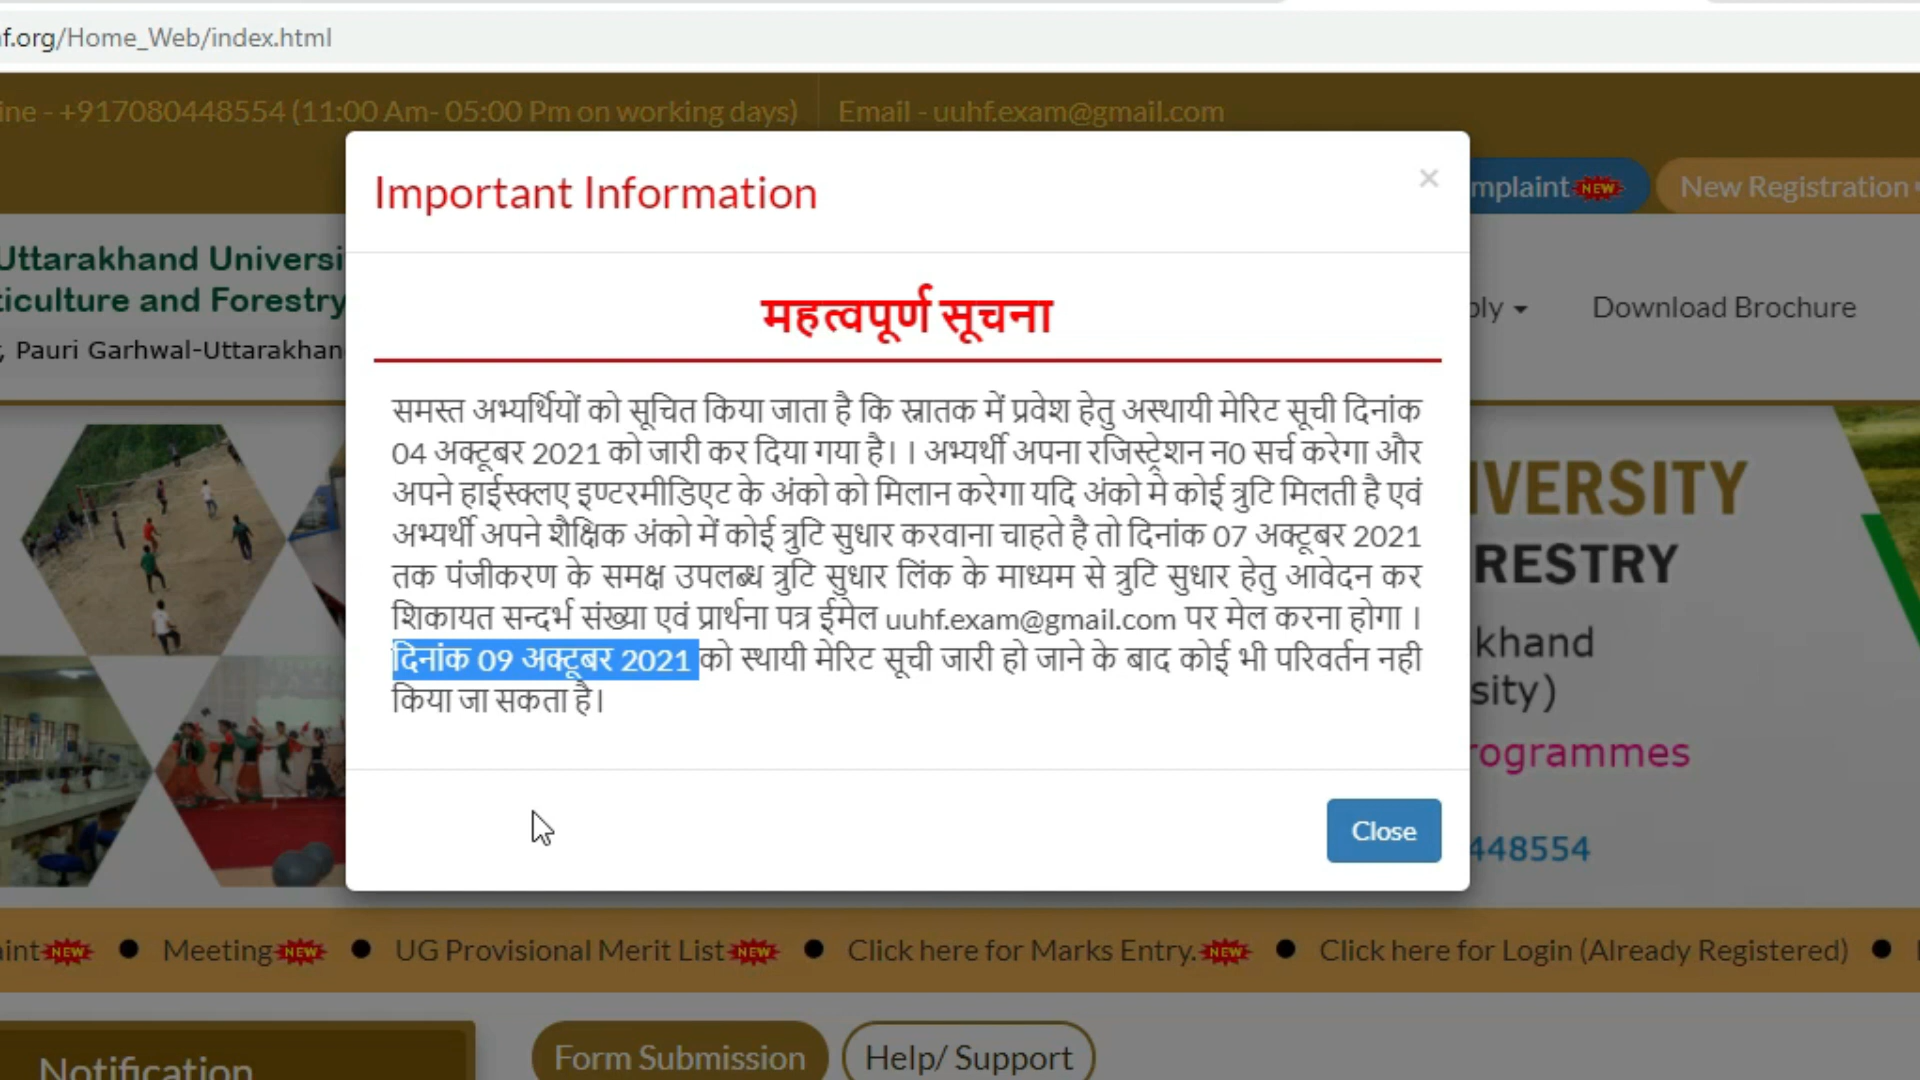 f.org/Home_Web/index.html
ine - +917080448554 (11:00 Am- 05:00 Pm on working days)
Email - uuhf.exam@gmail.com
Important Information
×
mplaint NEW
New Registration
Uttarakhand Universi
ticulture and Forestry
, Pauri Garhwal-Uttarakhan
ply
Download Brochure
महत्वपूर्ण सूचना
समस्त अभ्यर्थियों को सूचित किया जाता है कि स्नातक में प्रवेश हेतु अस्थायी मेरिट सूची दिनांक
04 अक्टूबर 2021 को जारी कर दिया गया है। । अभ्यर्थी अपना रजिस्ट्रेशन न0 सर्च करेगा और
अपने हाईस्क्लए इण्टरमीडिएट के अंको को मिलान करेगा यदि अंको मे कोई त्रुटि मिलती है एवं
अभ्यर्थी अपने शैक्षिक अंको में कोई त्रुटि सुधार करवाना चाहते है तो दिनांक 07 अक्टूबर 2021
तक पंजीकरण के समक्ष उपलब्ध त्रुटि सुधार लिंक के माध्यम से त्रुटि सुधार हेतु आवेदन कर
शिकायत सन्दर्भ संख्या एवं प्रार्थना पत्र ईमेल uuhf.exam@gmail.com पर मेल करना होगा ।
दिनांक 09 अक्टूबर 2021 को स्थायी मेरिट सूची जारी हो जाने के बाद कोई भी परिवर्तन नही
किया जा सकता है।
Close
IVERSITY
RESTRY
khand
sity)
rogrammes
448554
aint NEW ● Meeting NEW ● UG Provisional Merit List NEW ● Click here for Marks Entry. NEW ● Click here for Login (Already Registered) ●
Notification
Form Submission
Help/ Support